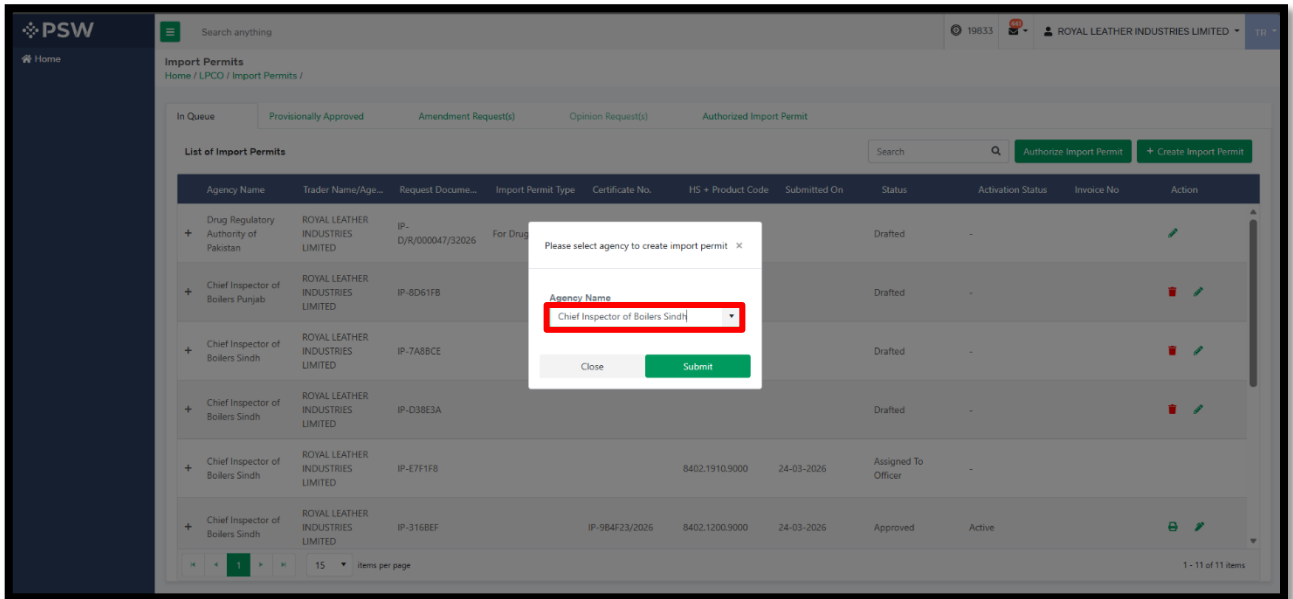 PSW
Search anything
19833
441
ROYAL LEATHER INDUSTRIES LIMITED
TR
Home
Import Permits
Home / LPCO / Import Permits /
In Queue
Provisionally Approved
Amendment Request(s)
Opinion Request(s)
Authorized Import Permit
List of Import Permits
Search
Authorize Import Permit
+ Create Import Permit
Agency Name
Trader Name/Age...
Request Docume...
Import Permit Type
Certificate No.
HS + Product Code
Submitted On
Status
Activation Status
Invoice No
Action
+
Drug Regulatory
Authority of
Pakistan
ROYAL LEATHER
INDUSTRIES
LIMITED
IP-
D/R/000047/32026
For Drug
Drafted
-
+
Chief Inspector of
Boilers Punjab
ROYAL LEATHER
INDUSTRIES
LIMITED
IP-8D61F8
Drafted
-
+
Chief Inspector of
Boilers Sindh
ROYAL LEATHER
INDUSTRIES
LIMITED
IP-7A8BCE
Drafted
-
+
Chief Inspector of
Boilers Sindh
ROYAL LEATHER
INDUSTRIES
LIMITED
IP-D38E3A
Drafted
-
+
Chief Inspector of
Boilers Sindh
ROYAL LEATHER
INDUSTRIES
LIMITED
IP-E7F1F8
8402.1910.9000
24-03-2026
Assigned To
Officer
-
+
Chief Inspector of
Boilers Sindh
ROYAL LEATHER
INDUSTRIES
LIMITED
IP-316BEF
IP-9B4F23/2026
8402.1200.9000
24-03-2026
Approved
Active
Please select agency to create import permit ×
Agency Name
Chief Inspector of Boilers Sindh
Close
Submit
1
15
items per page
1 - 11 of 11 items